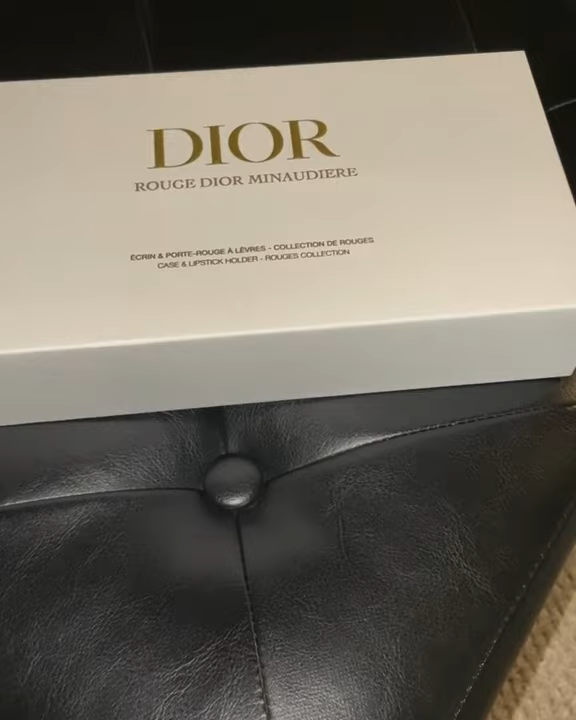 DIOR
ROUGE DIOR MINAUDIERE
ÉCRIN & PORTE-ROUGE À LÈVRES - COLLECTION DE ROUGES
CASE & LIPSTICK HOLDER - ROUGES COLLECTION